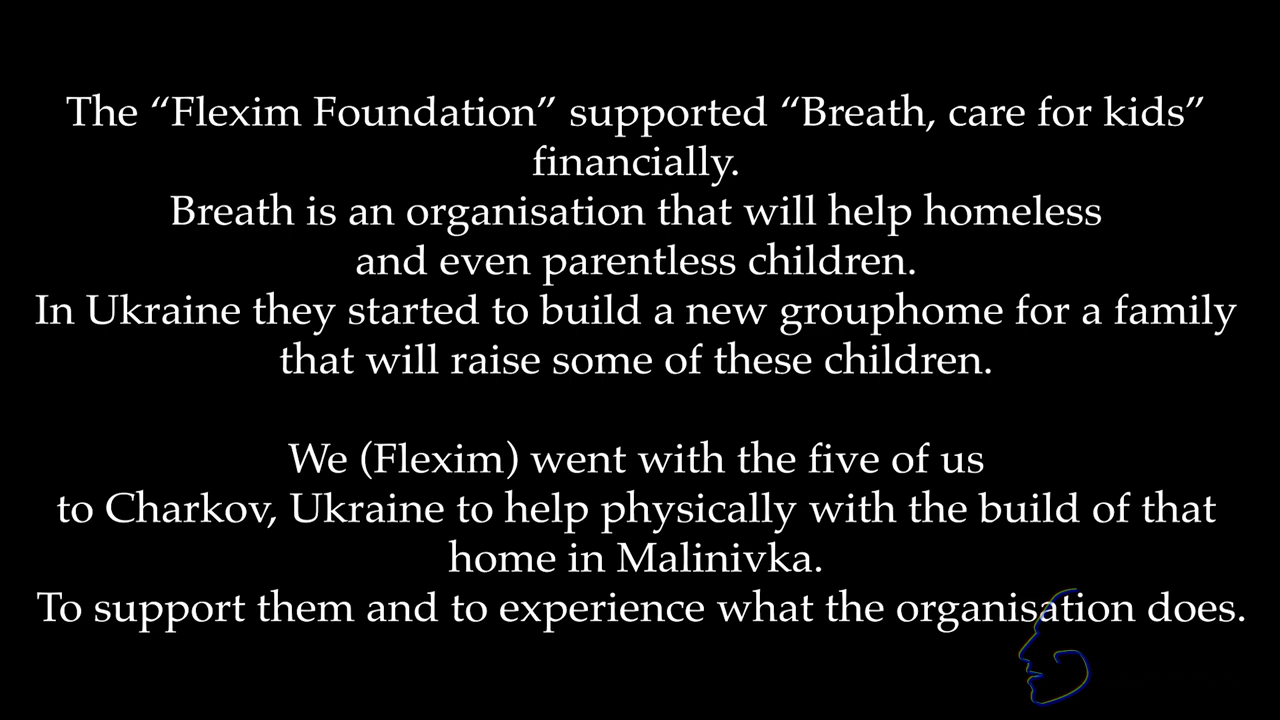 The “Flexim Foundation” supported “Breath, care for kids”
financially.
Breath is an organisation that will help homeless
and even parentless children.
In Ukraine they started to build a new grouphome for a family
that will raise some of these children.
We (Flexim) went with the five of us
to Charkov, Ukraine to help physically with the build of that
home in Malinivka.
To support them and to experience what the organisation does.